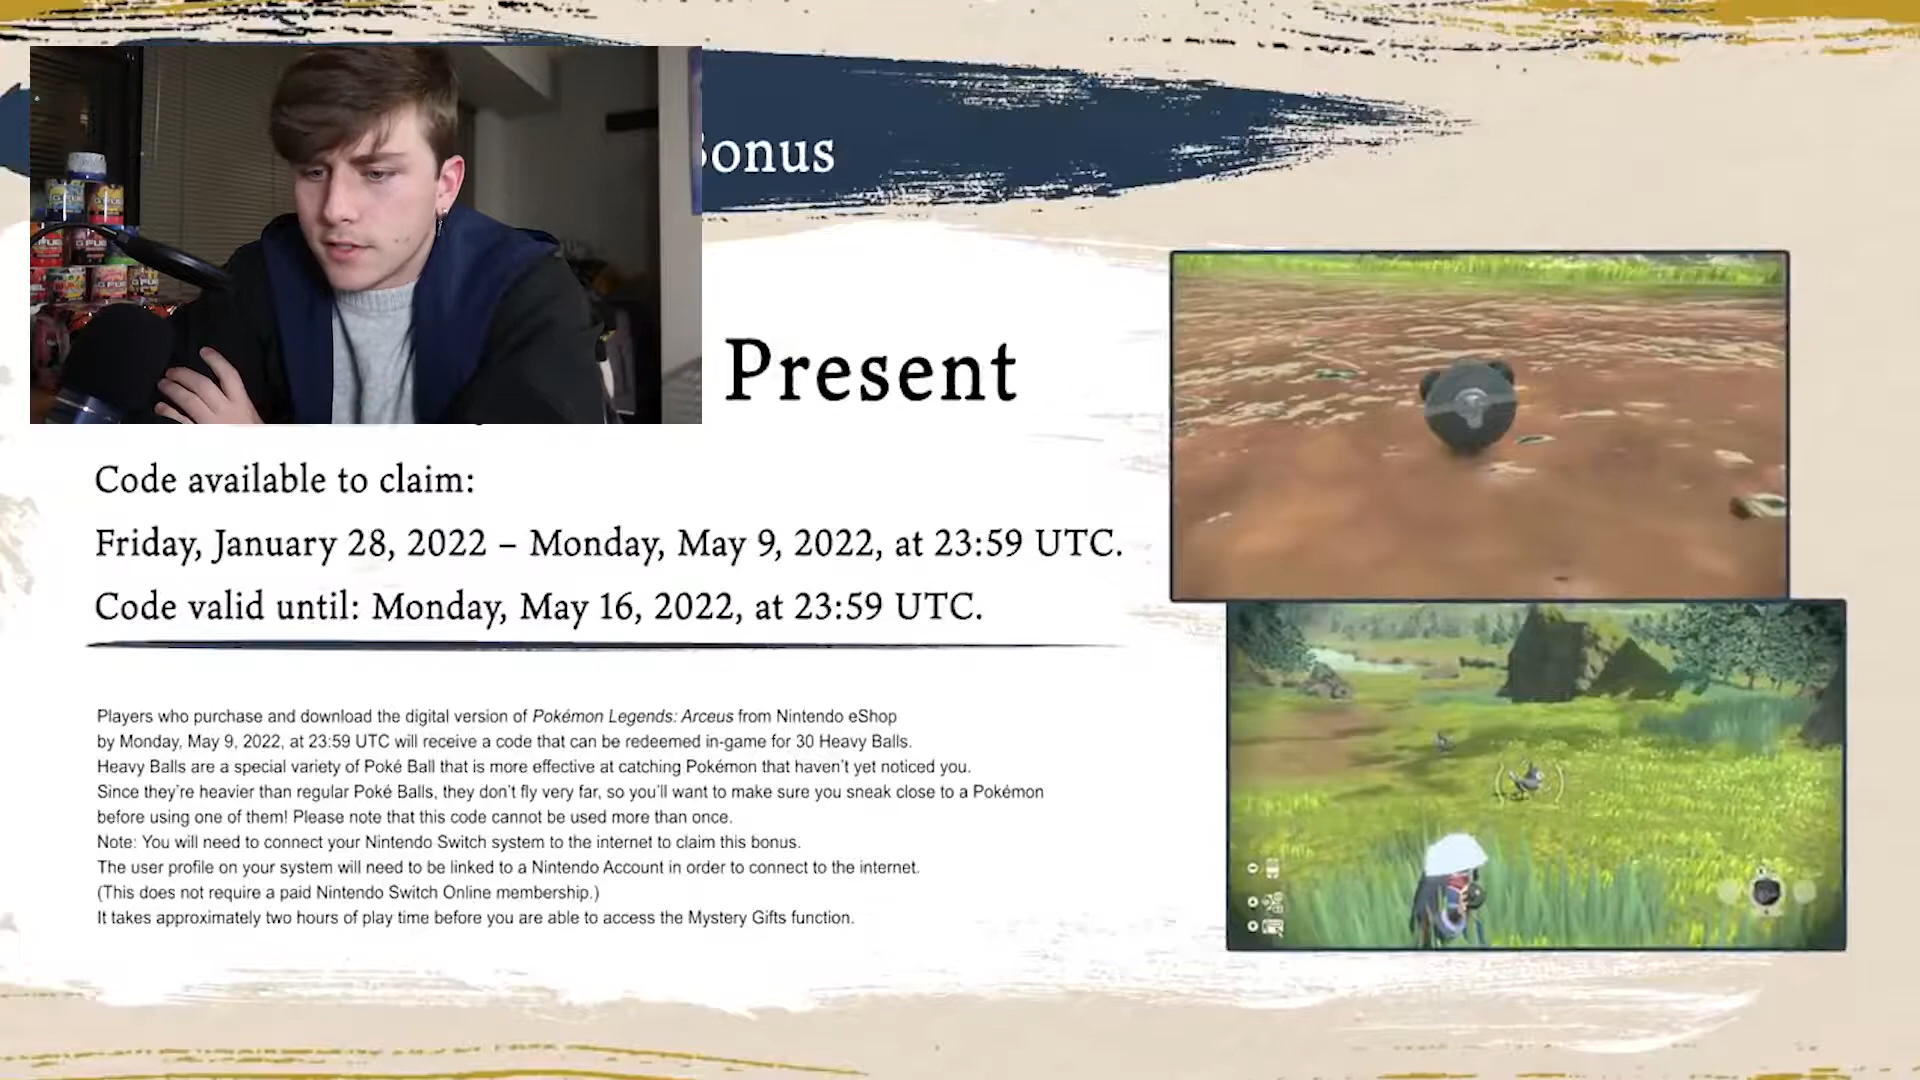 Bonus
Present
Code available to claim:
Friday, January 28, 2022 – Monday, May 9, 2022, at 23:59 UTC.
Code valid until: Monday, May 16, 2022, at 23:59 UTC.
Players who purchase and download the digital version of Pokémon Legends: Arceus from Nintendo eShop
by Monday, May 9, 2022, at 23:59 UTC will receive a code that can be redeemed in-game for 30 Heavy Balls.
Heavy Balls are a special variety of Poké Ball that is more effective at catching Pokémon that haven't yet noticed you.
Since they're heavier than regular Poké Balls, they don't fly very far, so you'll want to make sure you sneak close to a Pokémon
before using one of them! Please note that this code cannot be used more than once.
Note: You will need to connect your Nintendo Switch system to the internet to claim this bonus.
The user profile on your system will need to be linked to a Nintendo Account in order to connect to the internet.
(This does not require a paid Nintendo Switch Online membership.)
It takes approximately two hours of play time before you are able to access the Mystery Gifts function.